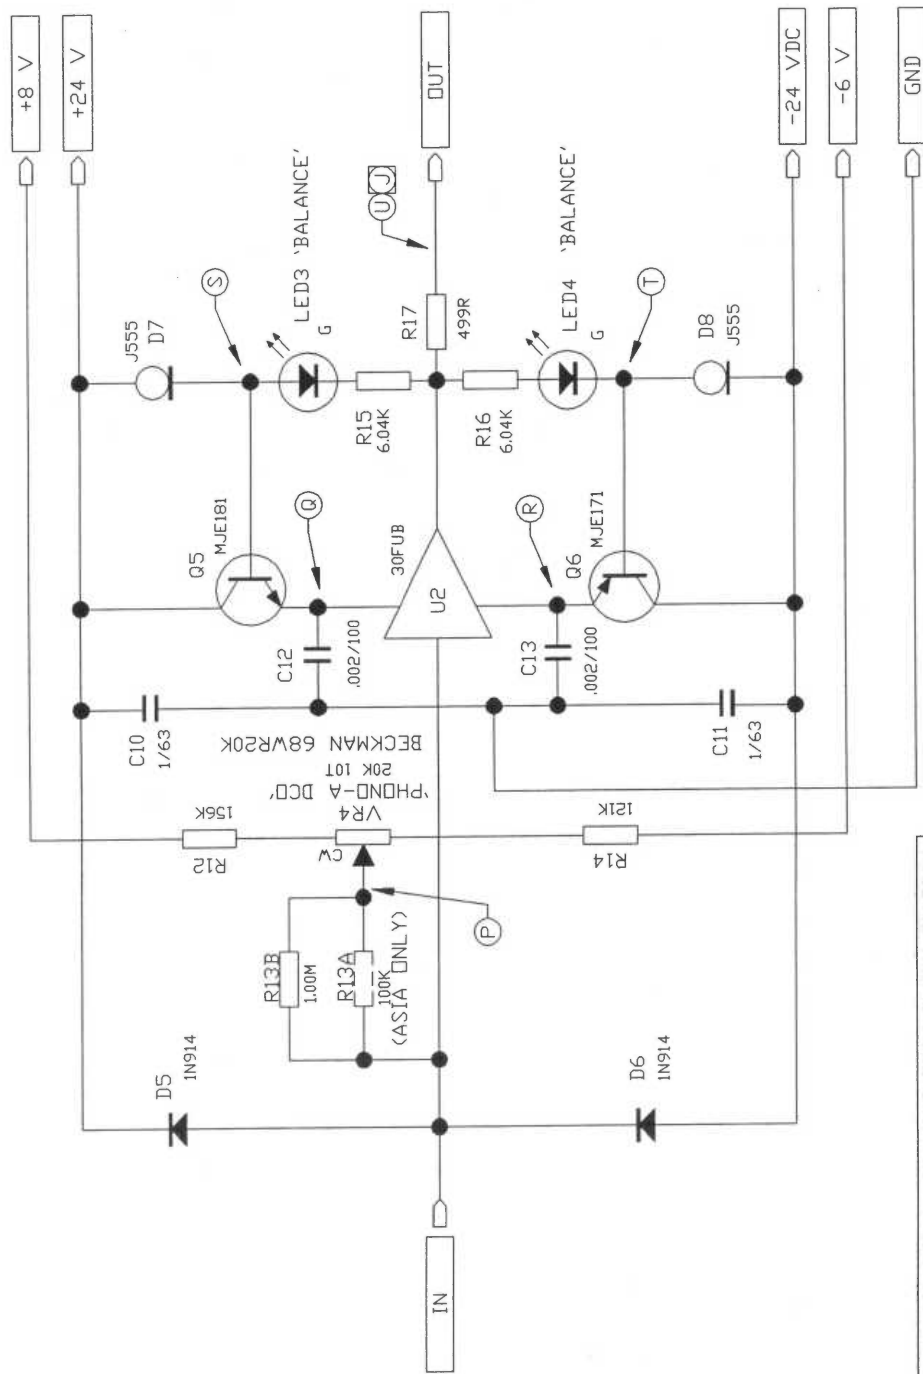 +8 V
+24 V
OUT
-24 VDC
-6 V
GND
J555
D7
S
LED3 'BALANCE'
G
U
J
R17
499R
LED4 'BALANCE'
G
T
D8
J555
R15
6.04K
R16
6.04K
Q5
MJE181
Q
30FUB
U2
R
Q6
MJE171
C12
.002/100
C13
.002/100
C10
1/63
C11
1/63
BECKMAN 68WR20K
20K 10T
'PHONO-A DCO'
VR4
CW
156K
R12
121K
R14
P
R13B
1.00M
R13A
100K
(ASIA ONLY)
D5
1N914
D6
1N914
IN